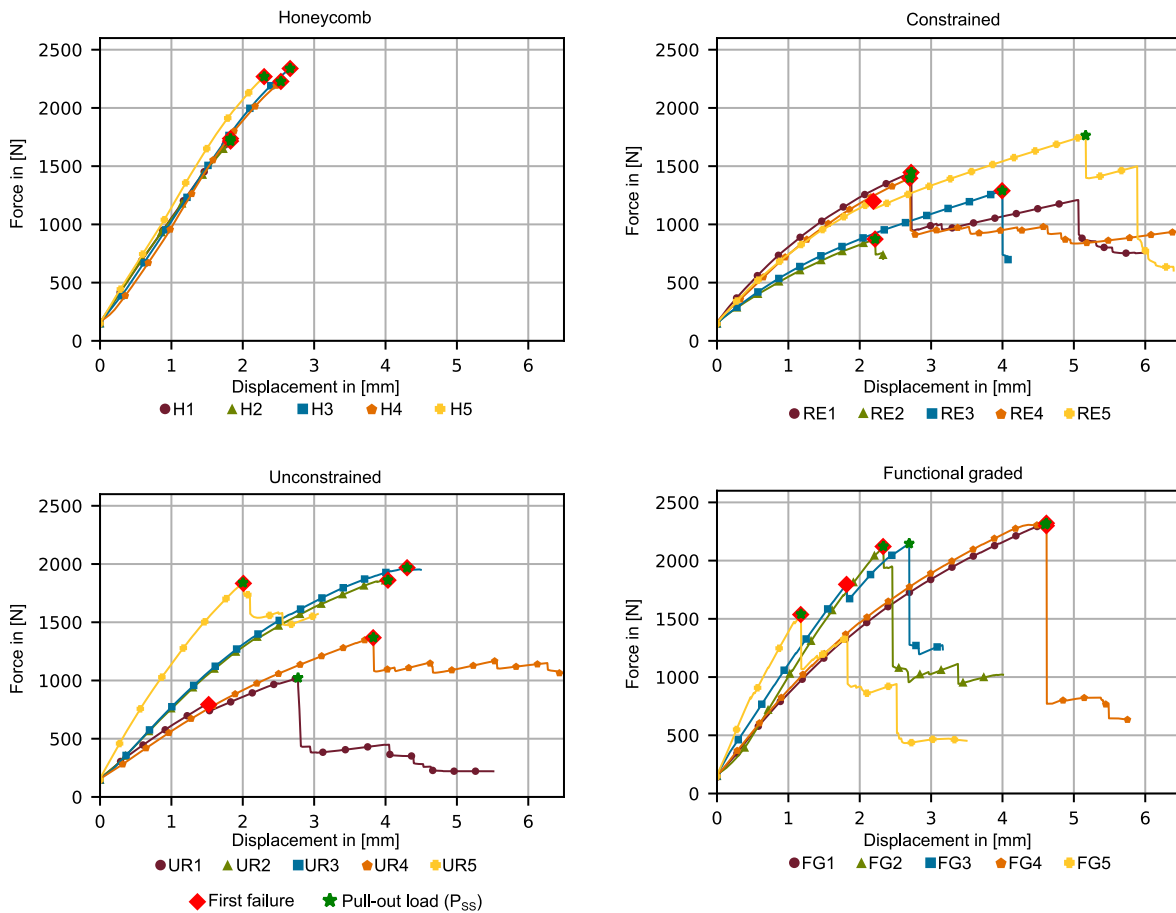 Honeycomb
Force in [N]
2500
2000
1500
1000
500
0
0 1 2 3 4 5 6
Displacement in [mm]
H1 H2 H3 H4 H5
Constrained
Force in [N]
2500
2000
1500
1000
500
0
0 1 2 3 4 5 6
Displacement in [mm]
RE1 RE2 RE3 RE4 RE5
Unconstrained
Force in [N]
2500
2000
1500
1000
500
0
0 1 2 3 4 5 6
Displacement in [mm]
UR1 UR2 UR3 UR4 UR5
First failure Pull-out load (PSS)
Functional graded
Force in [N]
2500
2000
1500
1000
500
0
0 1 2 3 4 5 6
Displacement in [mm]
FG1 FG2 FG3 FG4 FG5